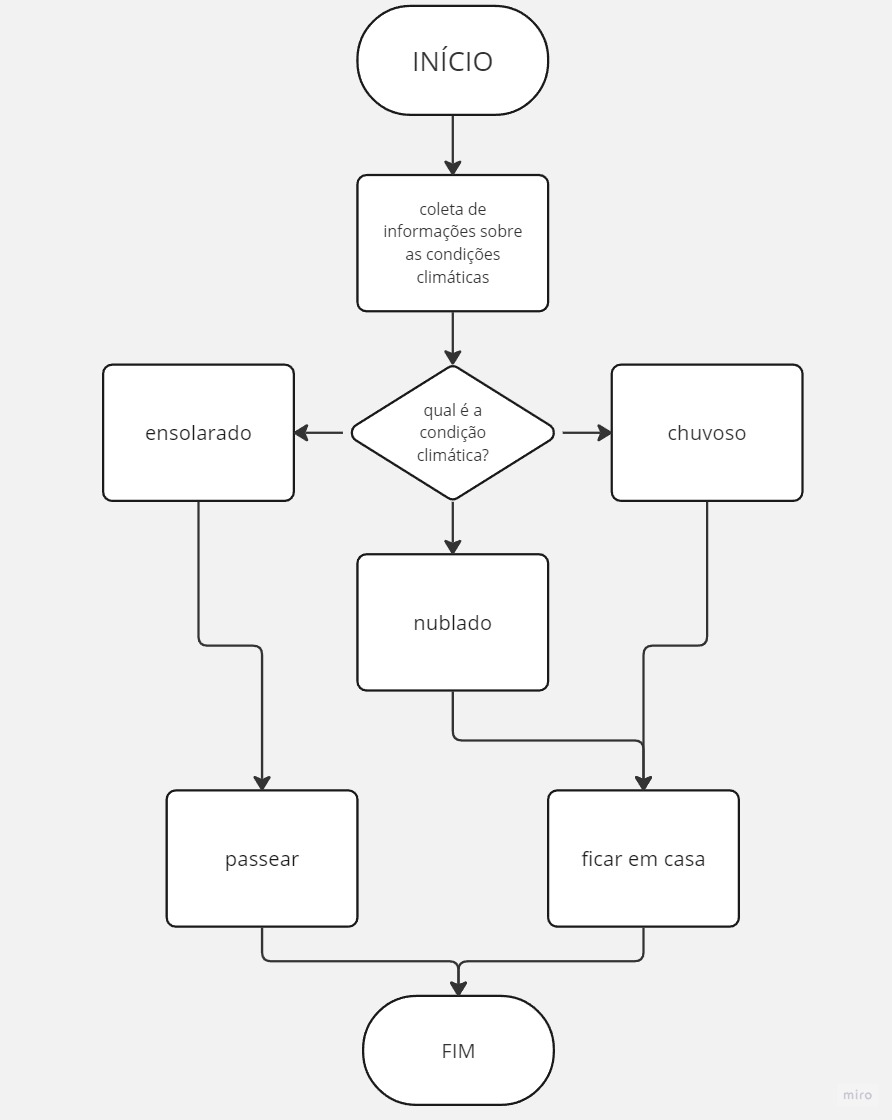 INÍCIO
coleta de
informações sobre
as condições
climáticas
ensolarado
qual é a
condição
climática?
chuvoso
nublado
passear
ficar em casa
FIM
miro